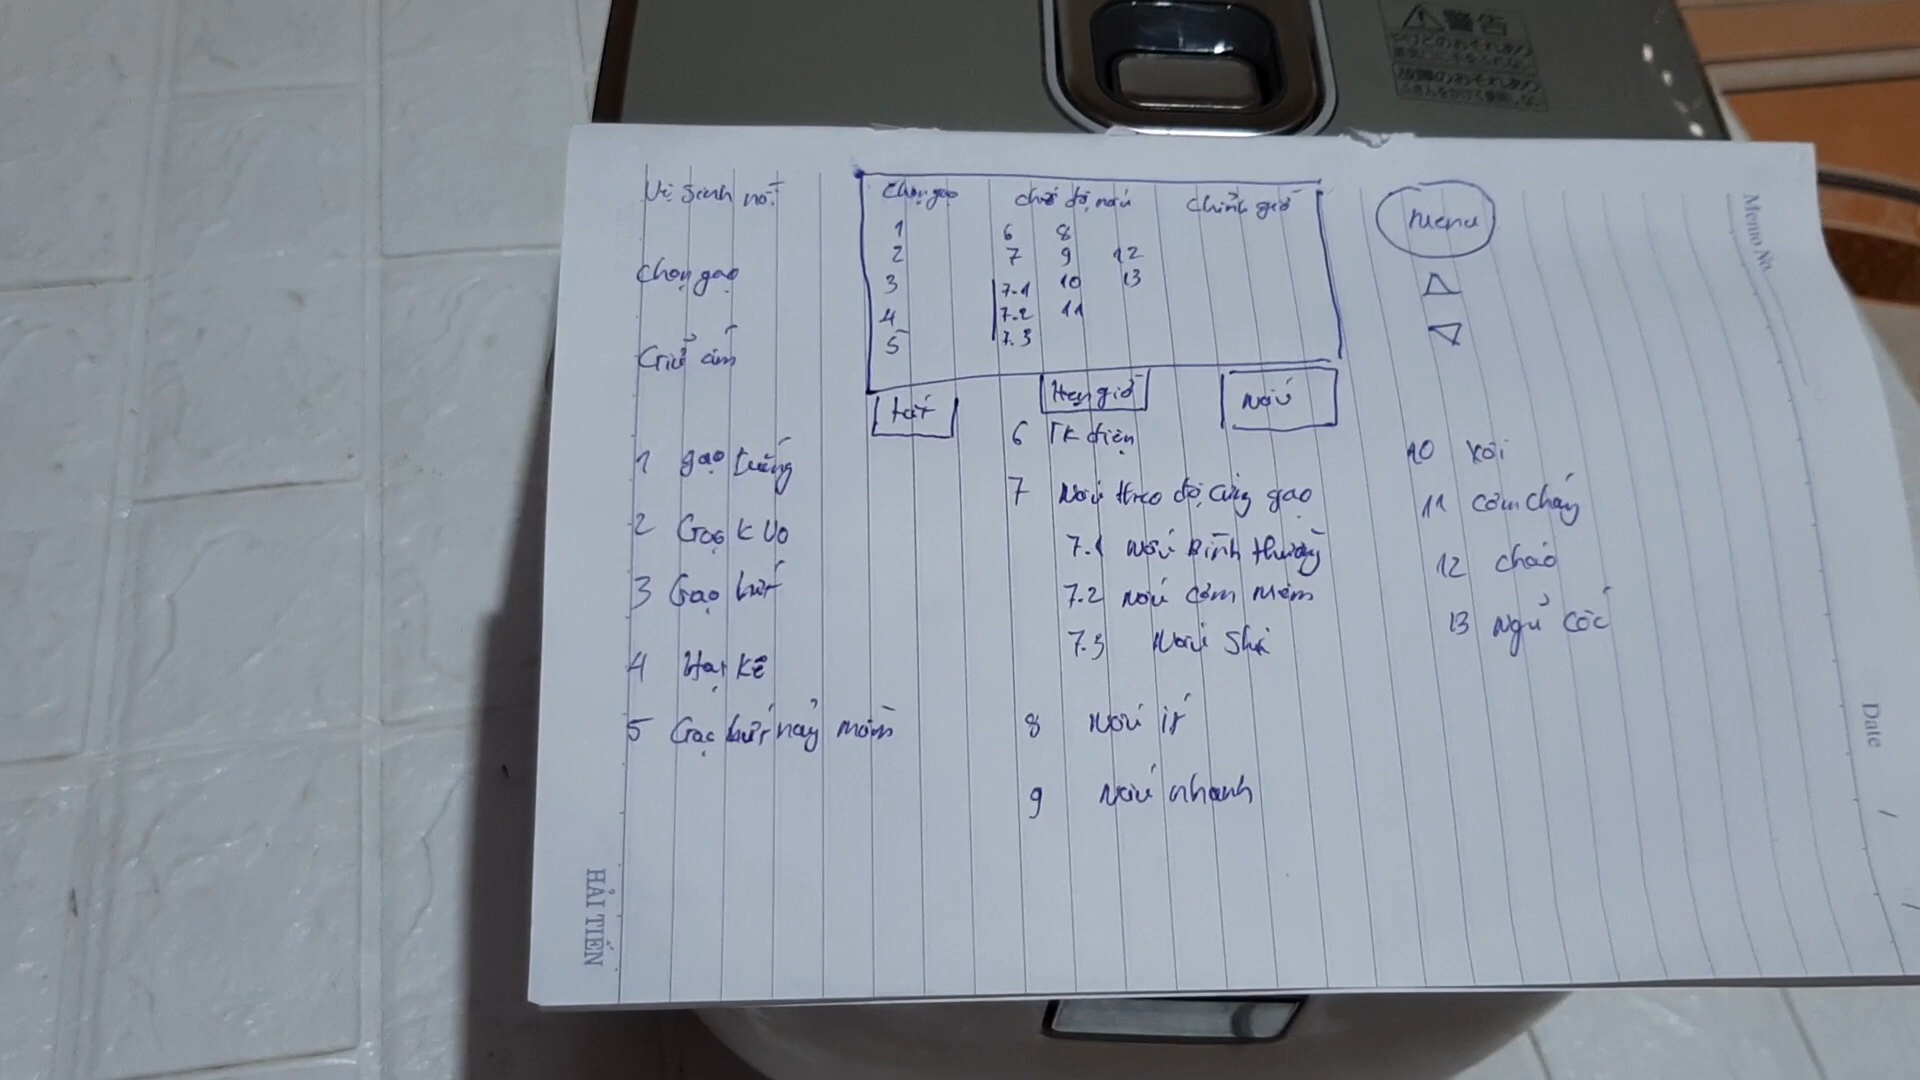 警告
Vệ sinh nồi
Chọn gạo
Giữ ấm
Chọn gạo
chế độ nấu
chỉnh giờ
1
2
3
4
5
6 8
7 9 12
7.1 10 13
7.2 11
7.3
Menu
Tắt
Hẹn giờ
Nấu
1 gạo trắng
2 Gạo K Vo
3 Gạo lứt
4 Hạt kê
5 Gạo lứt nảy mầm
6 TK điện
7 Nấu theo độ cứng gạo
7.1 Nấu bình thường
7.2 nấu cơm mềm
7.3 Nấu
8 Nấu ít
9 Nấu nhanh
10 Xôi
11 Cơm cháy
12 cháo
13 Ngũ cốc
Memo No.
Date / /
HẢI TIẾN